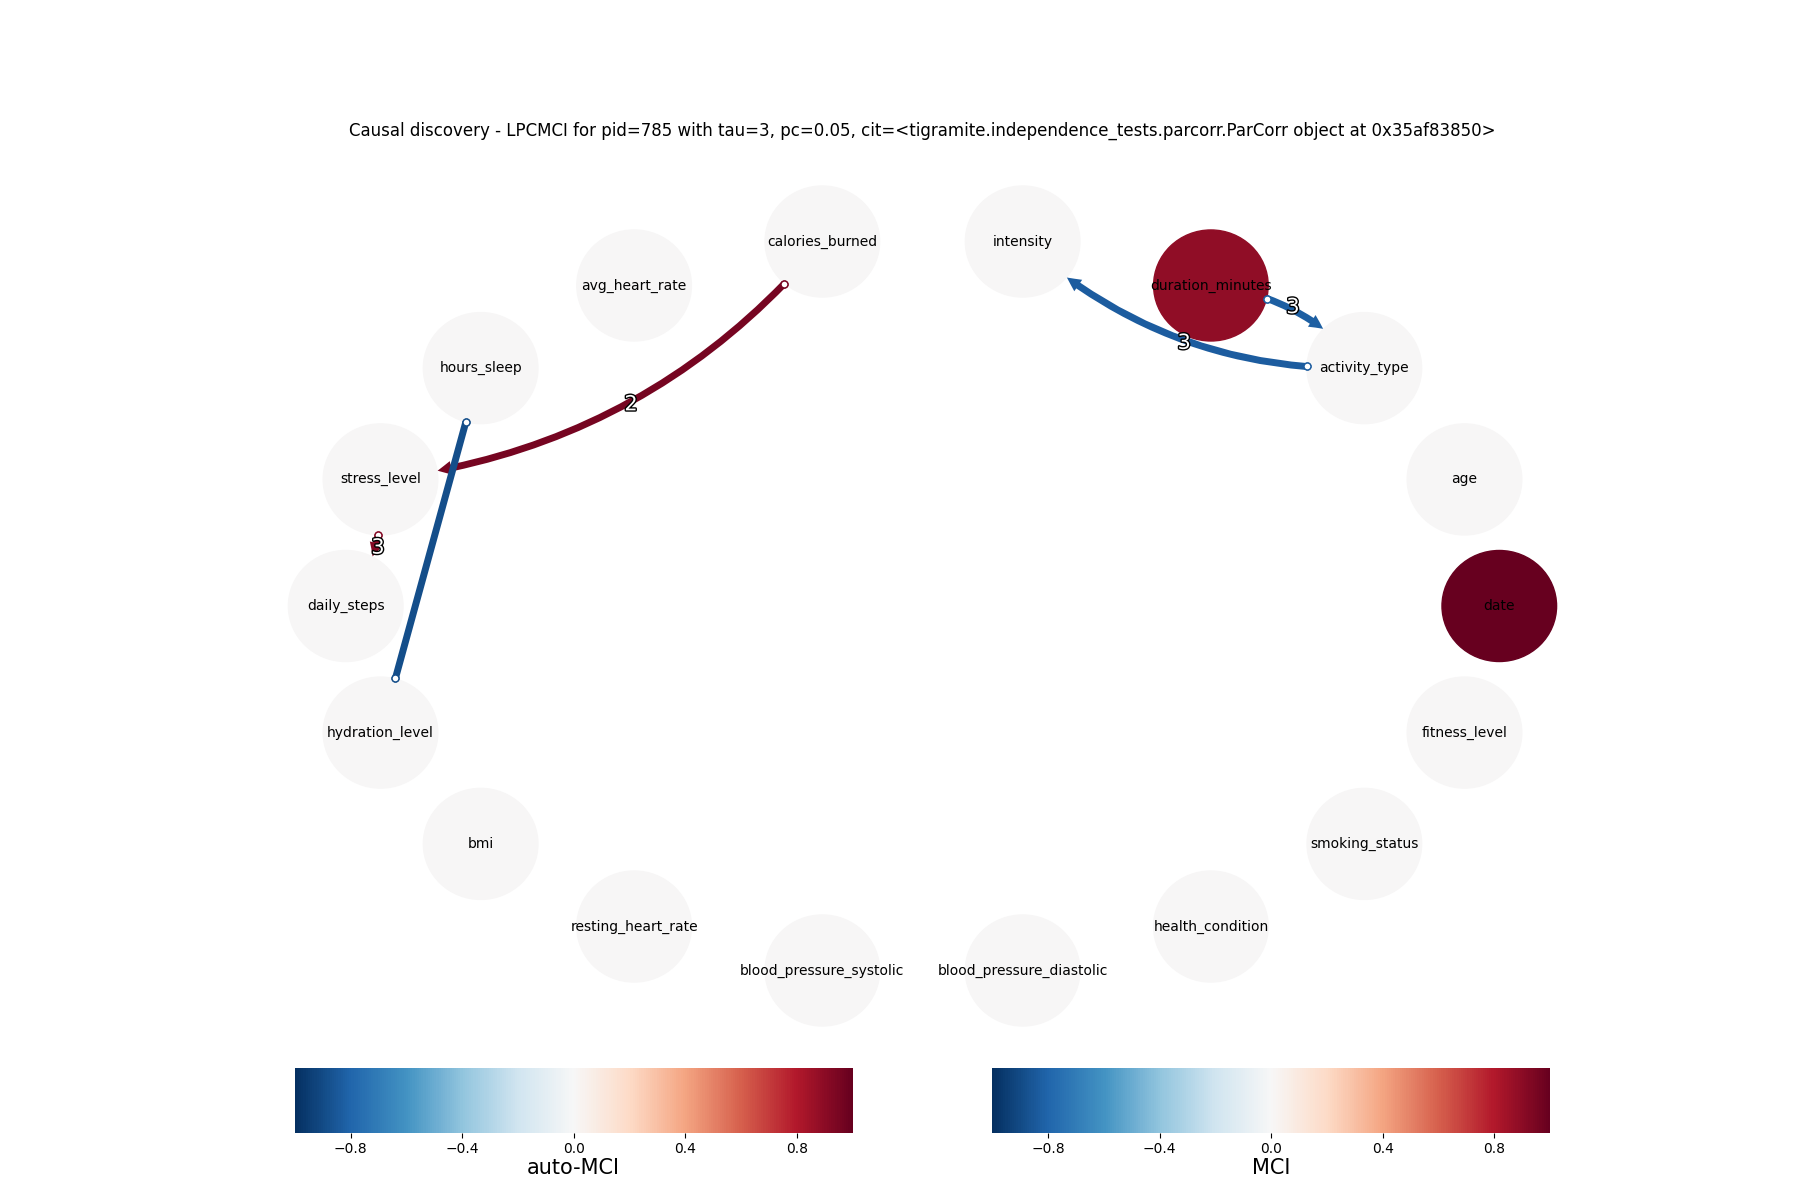 Causal discovery - LPCMCI for pid=785 with tau=3, pc=0.05, cit=<tigramite.independence_tests.parcorr.ParCorr object at 0x35af83850>
calories_burned
intensity
avg_heart_rate
duration_minutes
3
3
hours_sleep
activity_type
2
stress_level
age
3
daily_steps
date
hydration_level
fitness_level
bmi
smoking_status
resting_heart_rate
health_condition
blood_pressure_systolic
blood_pressure_diastolic
−0.8 −0.4 0.0 0.4 0.8
auto-MCI
−0.8 −0.4 0.0 0.4 0.8
MCI